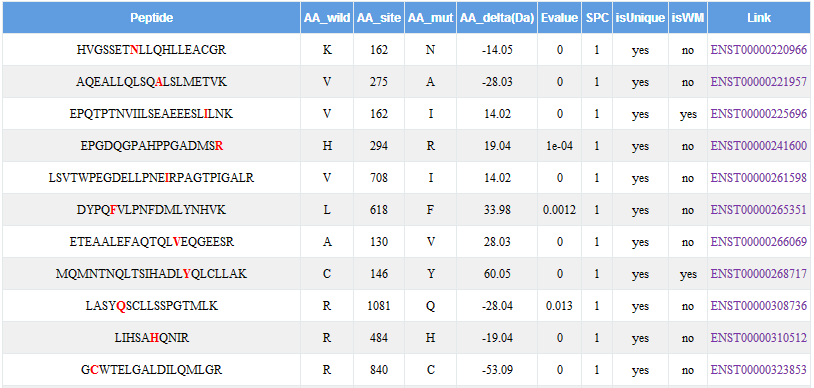 Peptide AA_wild AA_site AA_mut AA_delta(Da) Evalue SPC isUnique isWM Link
HVGSSETNLLQHLLEACGR K 162 N -14.05 0 1 yes no ENST00000220966
AQEALLQLSQALSLMETVK V 275 A -28.03 0 1 yes no ENST00000221957
EPQTPTNVIILSEAEEESLILNK V 162 I 14.02 0 1 yes yes ENST00000225696
EPGDQGPAHPPGADMSR H 294 R 19.04 1e-04 1 yes no ENST00000241600
LSVTWPEGDELLPNEIRPAGTPIGALR V 708 I 14.02 0 1 yes no ENST00000261598
DYPQFVLPNFDMLYNHVK L 618 F 33.98 0.0012 1 yes no ENST00000265351
ETEAALEFAQTQLVEQGEESR A 130 V 28.03 0 1 yes no ENST00000266069
MQMNTNQLTSIHADLYQLCLLAK C 146 Y 60.05 0 1 yes yes ENST00000268717
LASYQSCLLSSPGTMLK R 1081 Q -28.04 0.013 1 yes no ENST00000308736
LIHSAHQNIR R 484 H -19.04 0 1 yes no ENST00000310512
GCWTELGALDILQMLGR R 840 C -53.09 0 1 yes no ENST00000323853